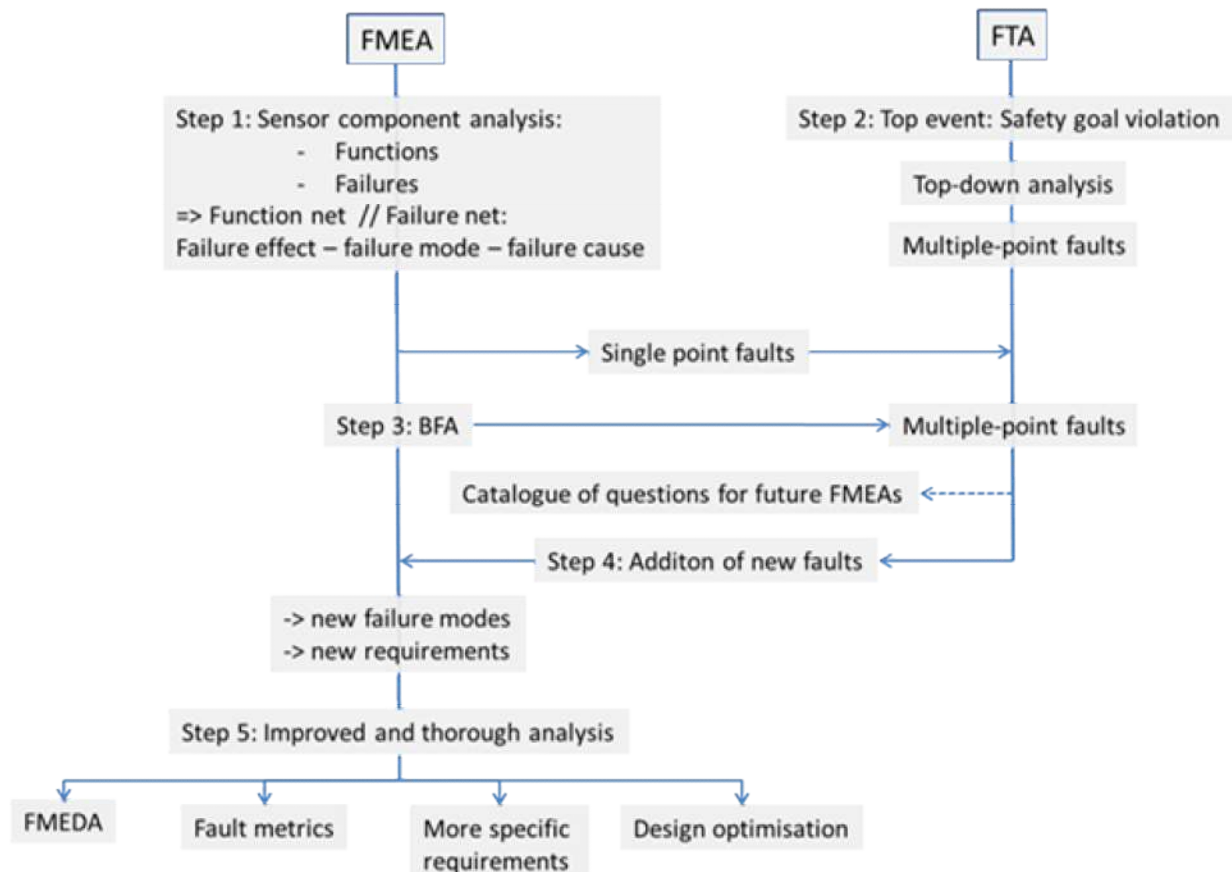 FMEA
FTA
Step 1: Sensor component analysis:
- Functions
- Failures
=> Function net // Failure net:
Failure effect – failure mode – failure cause
Step 2: Top event: Safety goal violation
Top-down analysis
Multiple-point faults
Single point faults
Step 3: BFA
Multiple-point faults
Catalogue of questions for future FMEAs
Step 4: Additon of new faults
-> new failure modes
-> new requirements
Step 5: Improved and thorough analysis
FMEDA
Fault metrics
More specific
requirements
Design optimisation